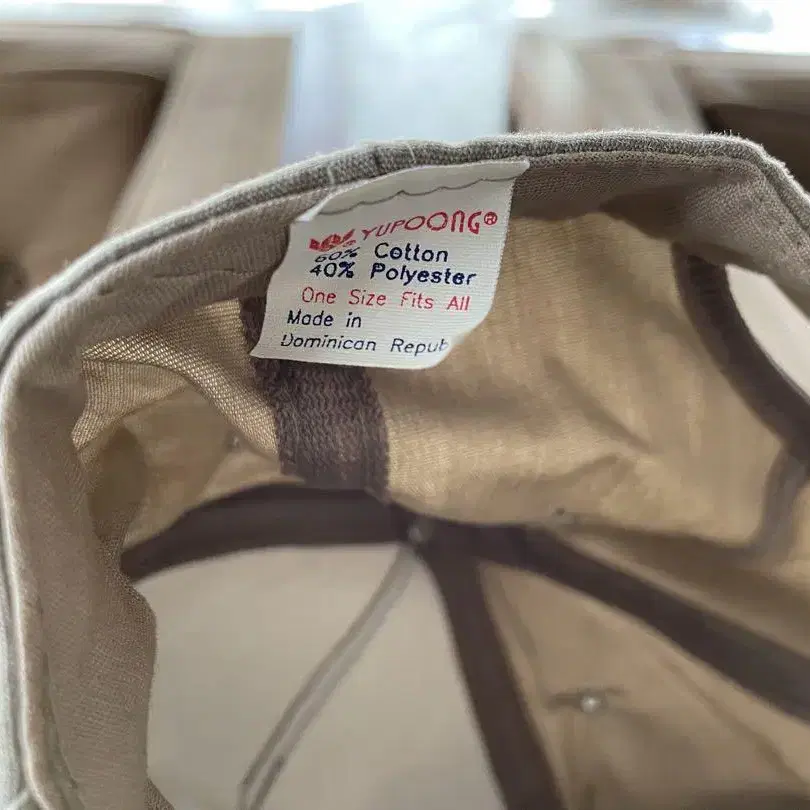 YUPOONG®
60% Cotton
40% Polyester
One Size Fits All
Made in
Dominican Repub